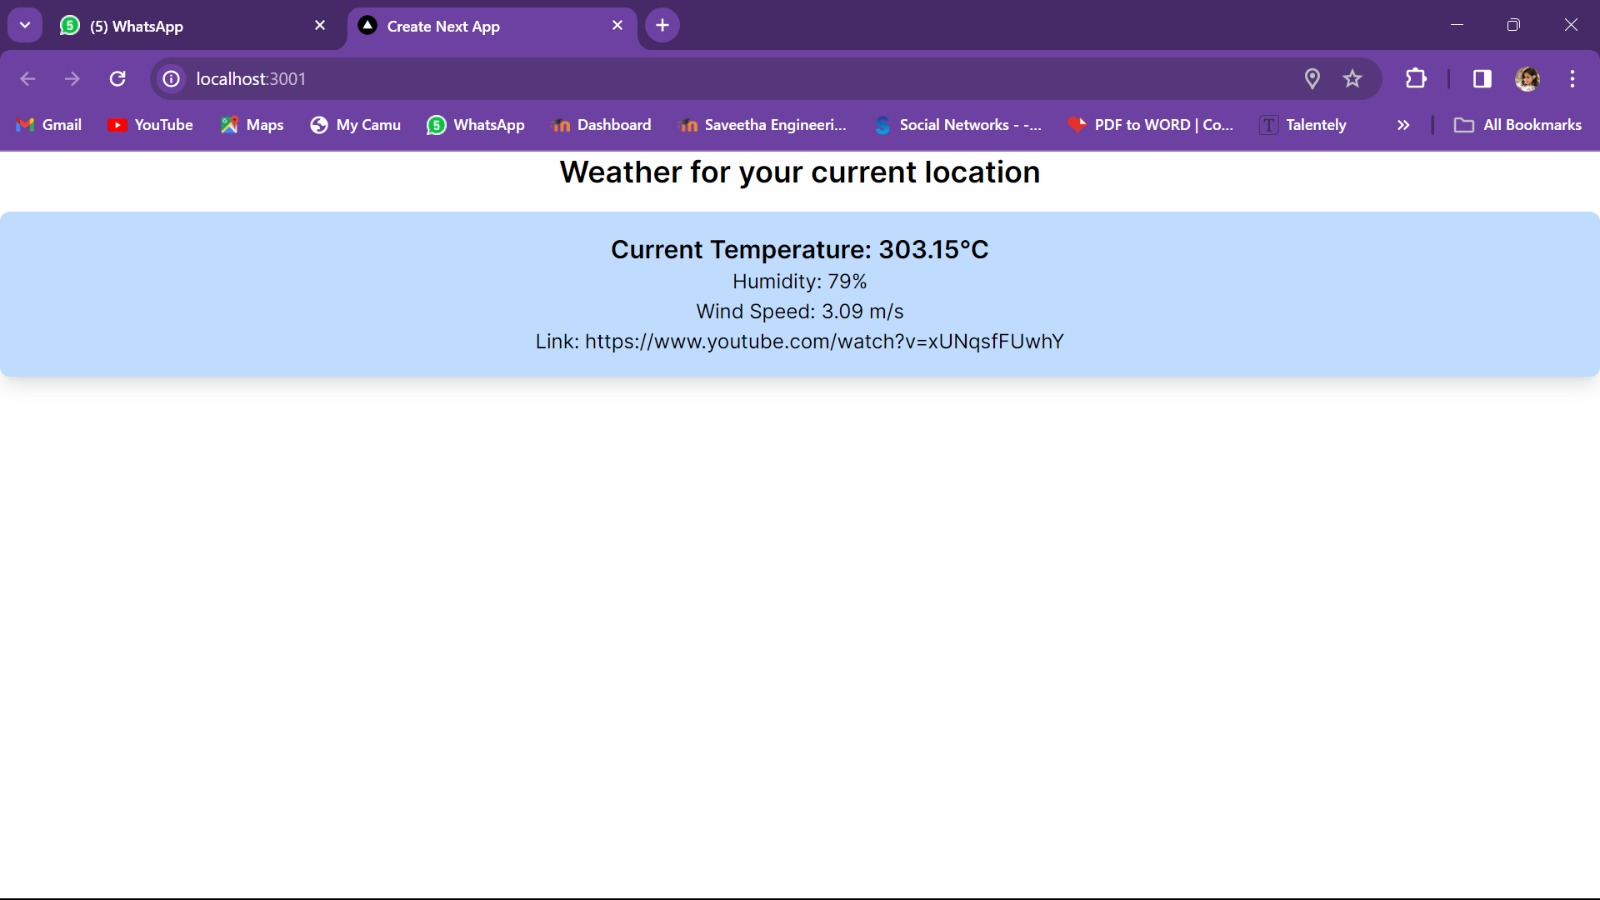 5 (5) WhatsApp Create Next App
localhost:3001
Gmail YouTube Maps My Camu 5 WhatsApp Dashboard Saveetha Engineeri... Social Networks - -... PDF to WORD | Co... T Talentely » All Bookmarks
Weather for your current location
Current Temperature: 303.15°C
Humidity: 79%
Wind Speed: 3.09 m/s
Link: https://www.youtube.com/watch?v=xUNqsfFUwhY